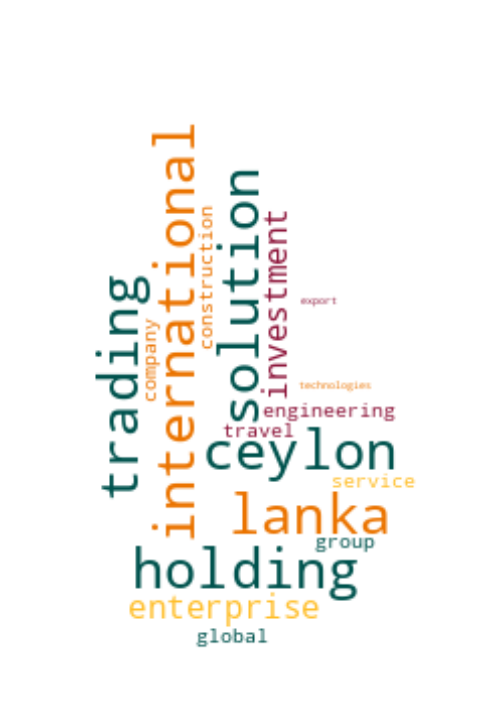 international
solution
trading
construction
investment
company
export
technologies
engineering
travel
ceylon
service
lanka
group
holding
enterprise
global